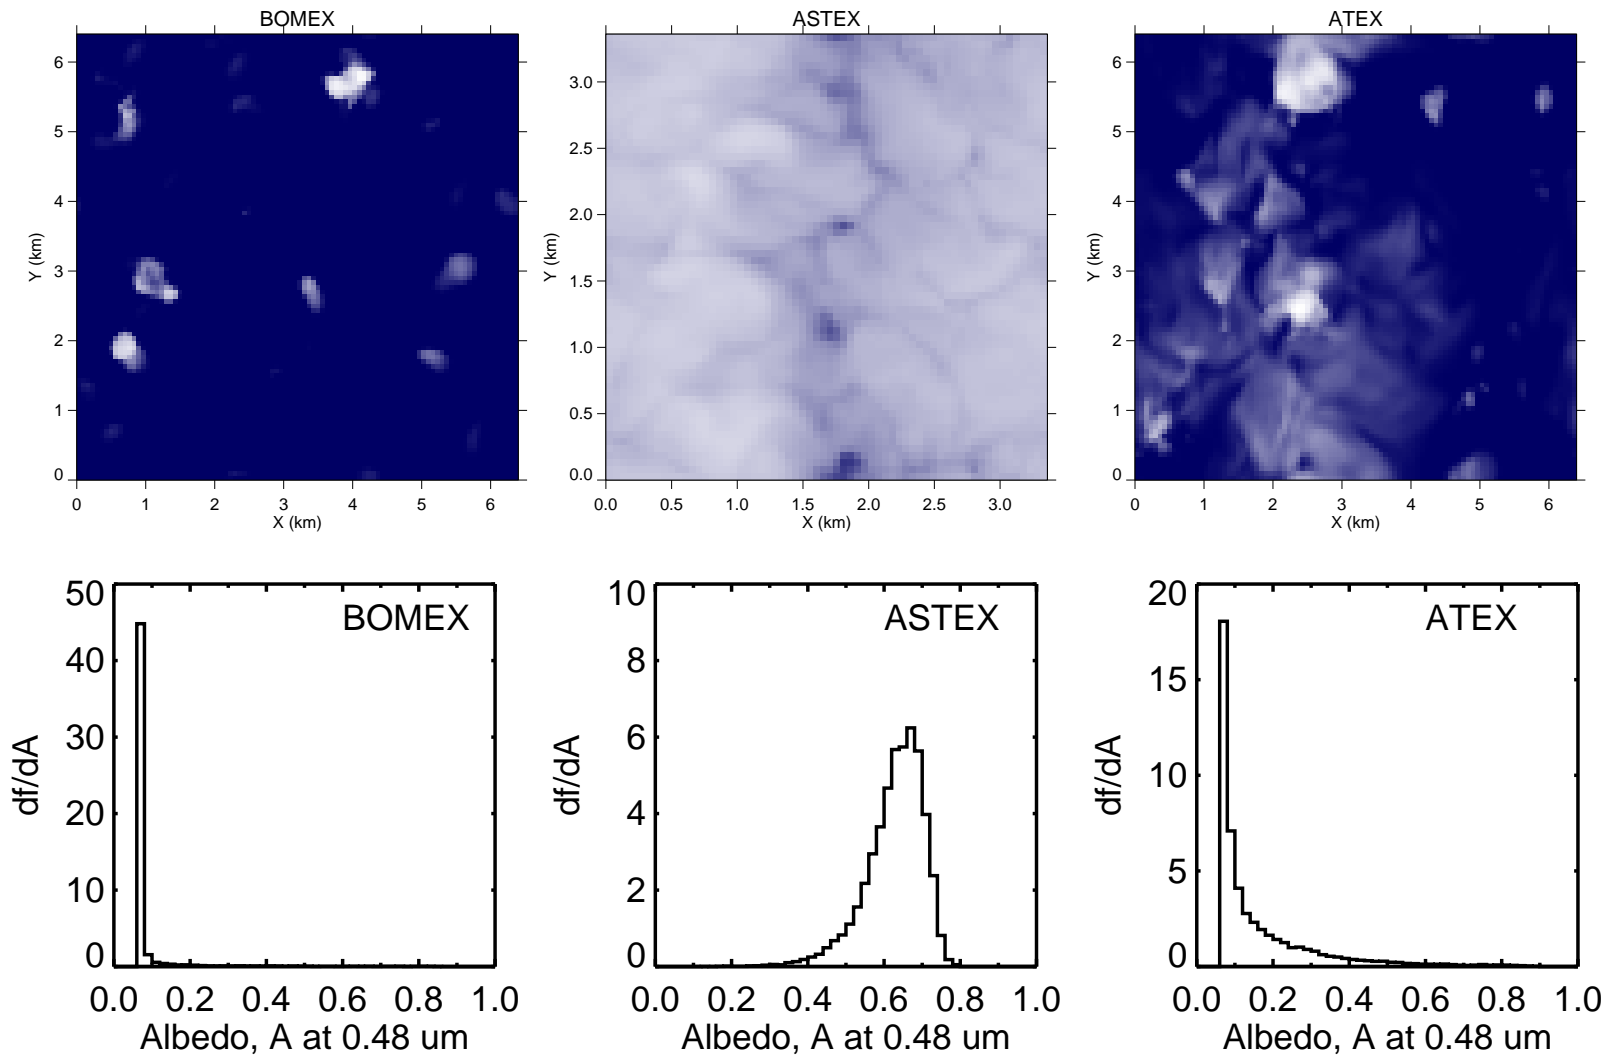 BOMEX
6
5
4
3
2
1
0
Y (km)
0 1 2 3 4 5 6
X (km)
ASTEX
3.0
2.5
2.0
1.5
1.0
0.5
0.0
Y (km)
0.0 0.5 1.0 1.5 2.0 2.5 3.0
X (km)
ATEX
6
5
4
3
2
1
0
Y (km)
0 1 2 3 4 5 6
X (km)
BOMEX
50
40
30
20
10
0
df/dA
0.0 0.2 0.4 0.6 0.8 1.0
Albedo, A at 0.48 um
ASTEX
10
8
6
4
2
0
df/dA
0.0 0.2 0.4 0.6 0.8 1.0
Albedo, A at 0.48 um
ATEX
20
15
10
5
0
df/dA
0.0 0.2 0.4 0.6 0.8 1.0
Albedo, A at 0.48 um